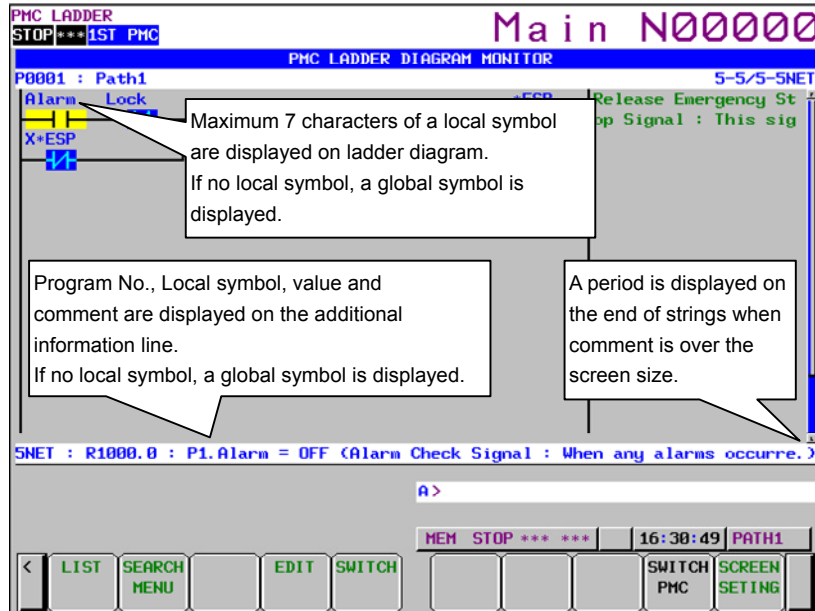 PMC LADDER
STOP *** 1ST PMC
Main N00000
PMC LADDER DIAGRAM MONITOR
P0001 : Path1 5-5/5-5NET
Alarm Lock *ESP Release Emergency St
op Signal : This sig
X*ESP
Maximum 7 characters of a local symbol
are displayed on ladder diagram.
If no local symbol, a global symbol is
displayed.
Program No., Local symbol, value and
comment are displayed on the additional
information line.
If no local symbol, a global symbol is displayed.
A period is displayed on
the end of strings when
comment is over the
screen size.
5NET : R1000.0 : P1.Alarm = OFF (Alarm Check Signal : When any alarms occurre.)
A>
MEM STOP *** *** 16:30:49 PATH1
< LIST SEARCH EDIT SWITCH SWITCH SCREEN
MENU PMC SETING